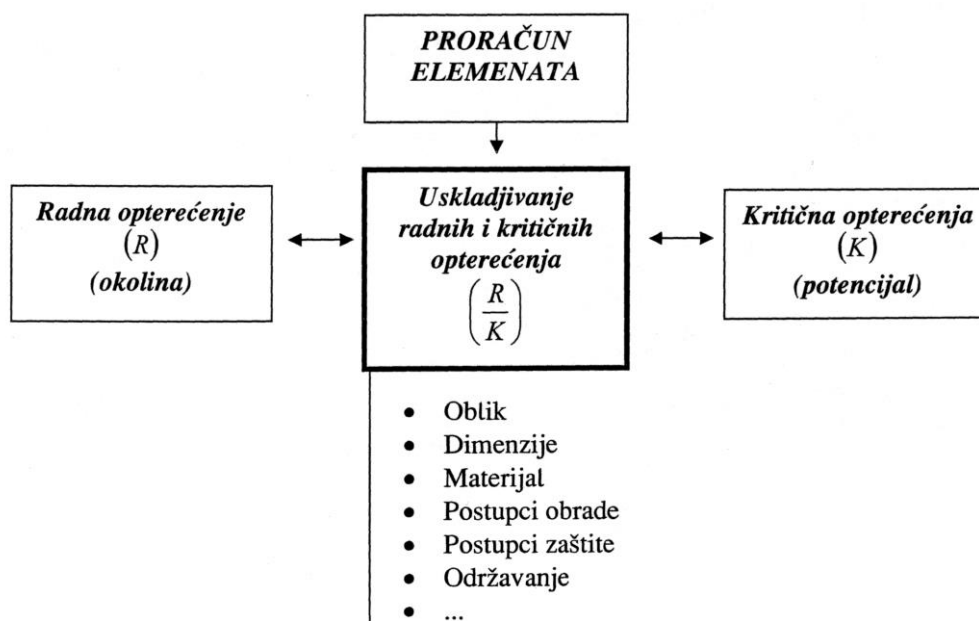 PRORAČUN
ELEMENATA
Radna opterećenje
(R)
(okolina)
Uskladjivanje
radnih i kritičnih
opterećenja
(R/K)
Kritična opterećenja
(K)
(potencijal)
• Oblik
• Dimenzije
• Materijal
• Postupci obrade
• Postupci zaštite
• Održavanje
• ...